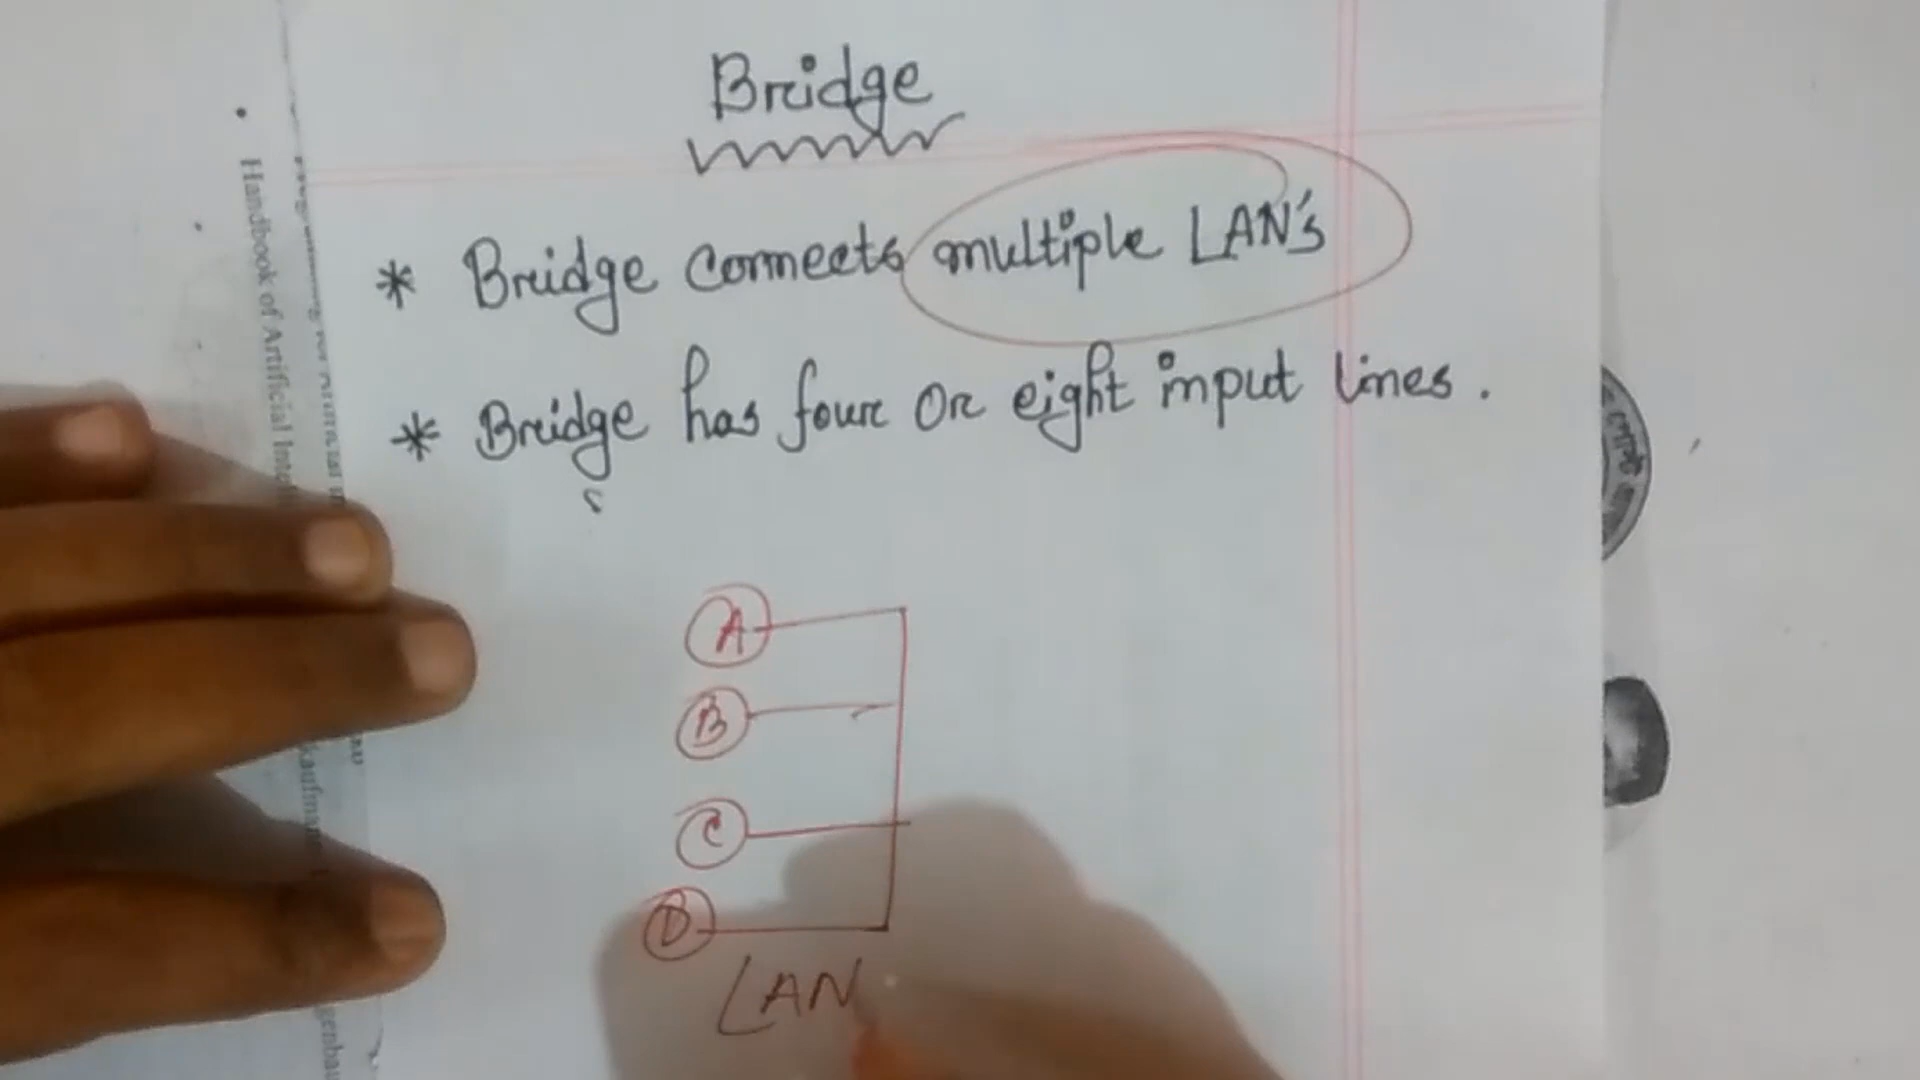 Bridge
* Bridge connects multiple LAN's
* Bridge has four or eight input lines.
A
B
C
D
LAN
Handbook of Artificial